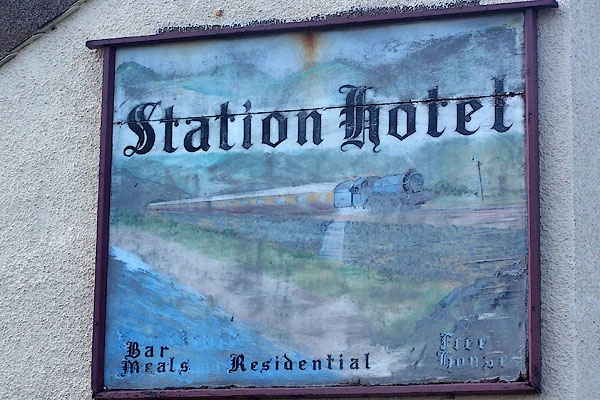 Station Hotel
Bar
Meals
Residential
Free
House